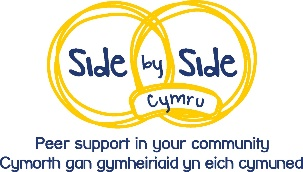 Side by Side
Cymru
Peer support in your community
Cymorth gan gymheiriaid yn eich cymuned